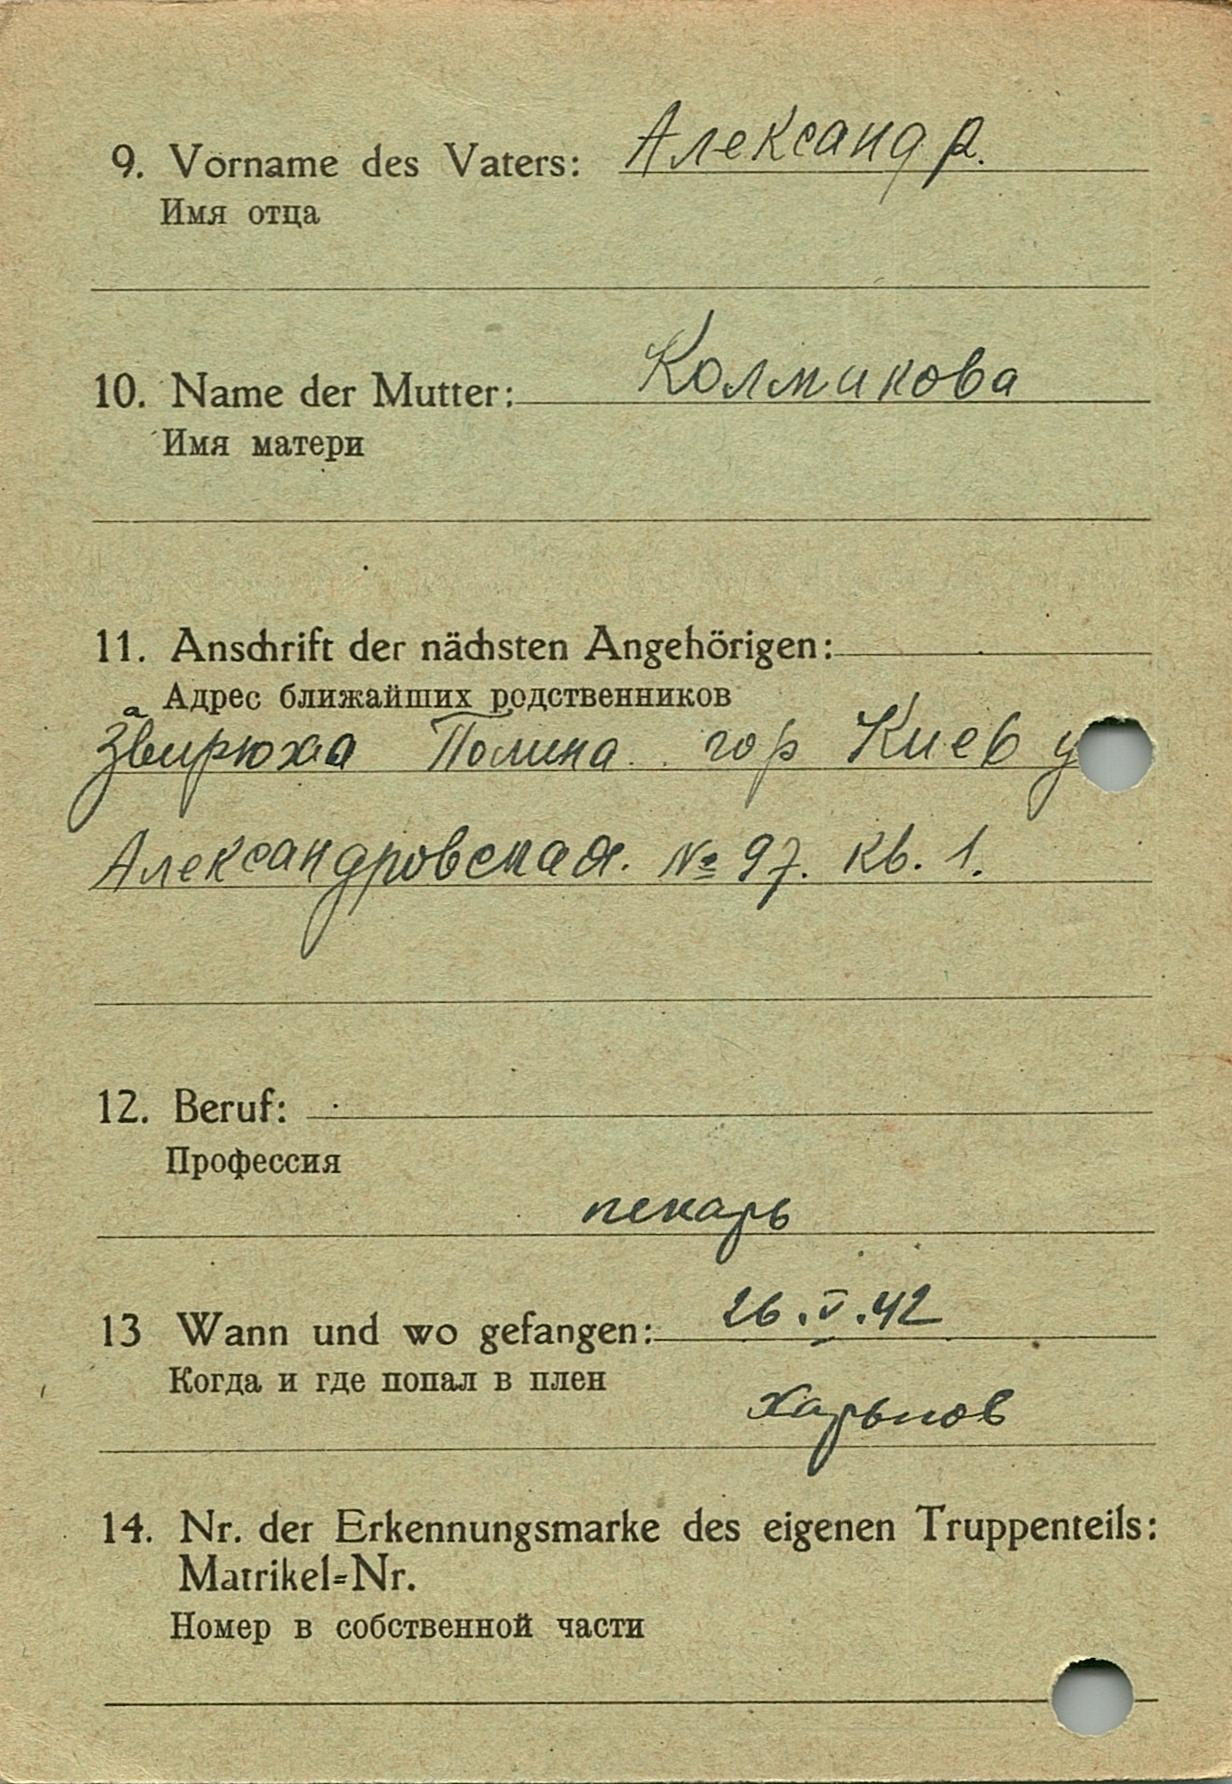 9. Vorname des Vaters: Александр.
Имя отца
10. Name der Mutter: Колмикова
Имя матери
11. Anschrift der nächsten Angehörigen:
Адрес ближайших родственников
Полина гор Киев у
Александровская. № 97. кв. 1.
12. Beruf:
Профессия
пекарь
13 Wann und wo gefangen: 26.V.42
Когда и где попал в плен
Харьков
14. Nr. der Erkennungsmarke des eigenen Truppenteils:
Matrikel=Nr.
Номер в собственной части